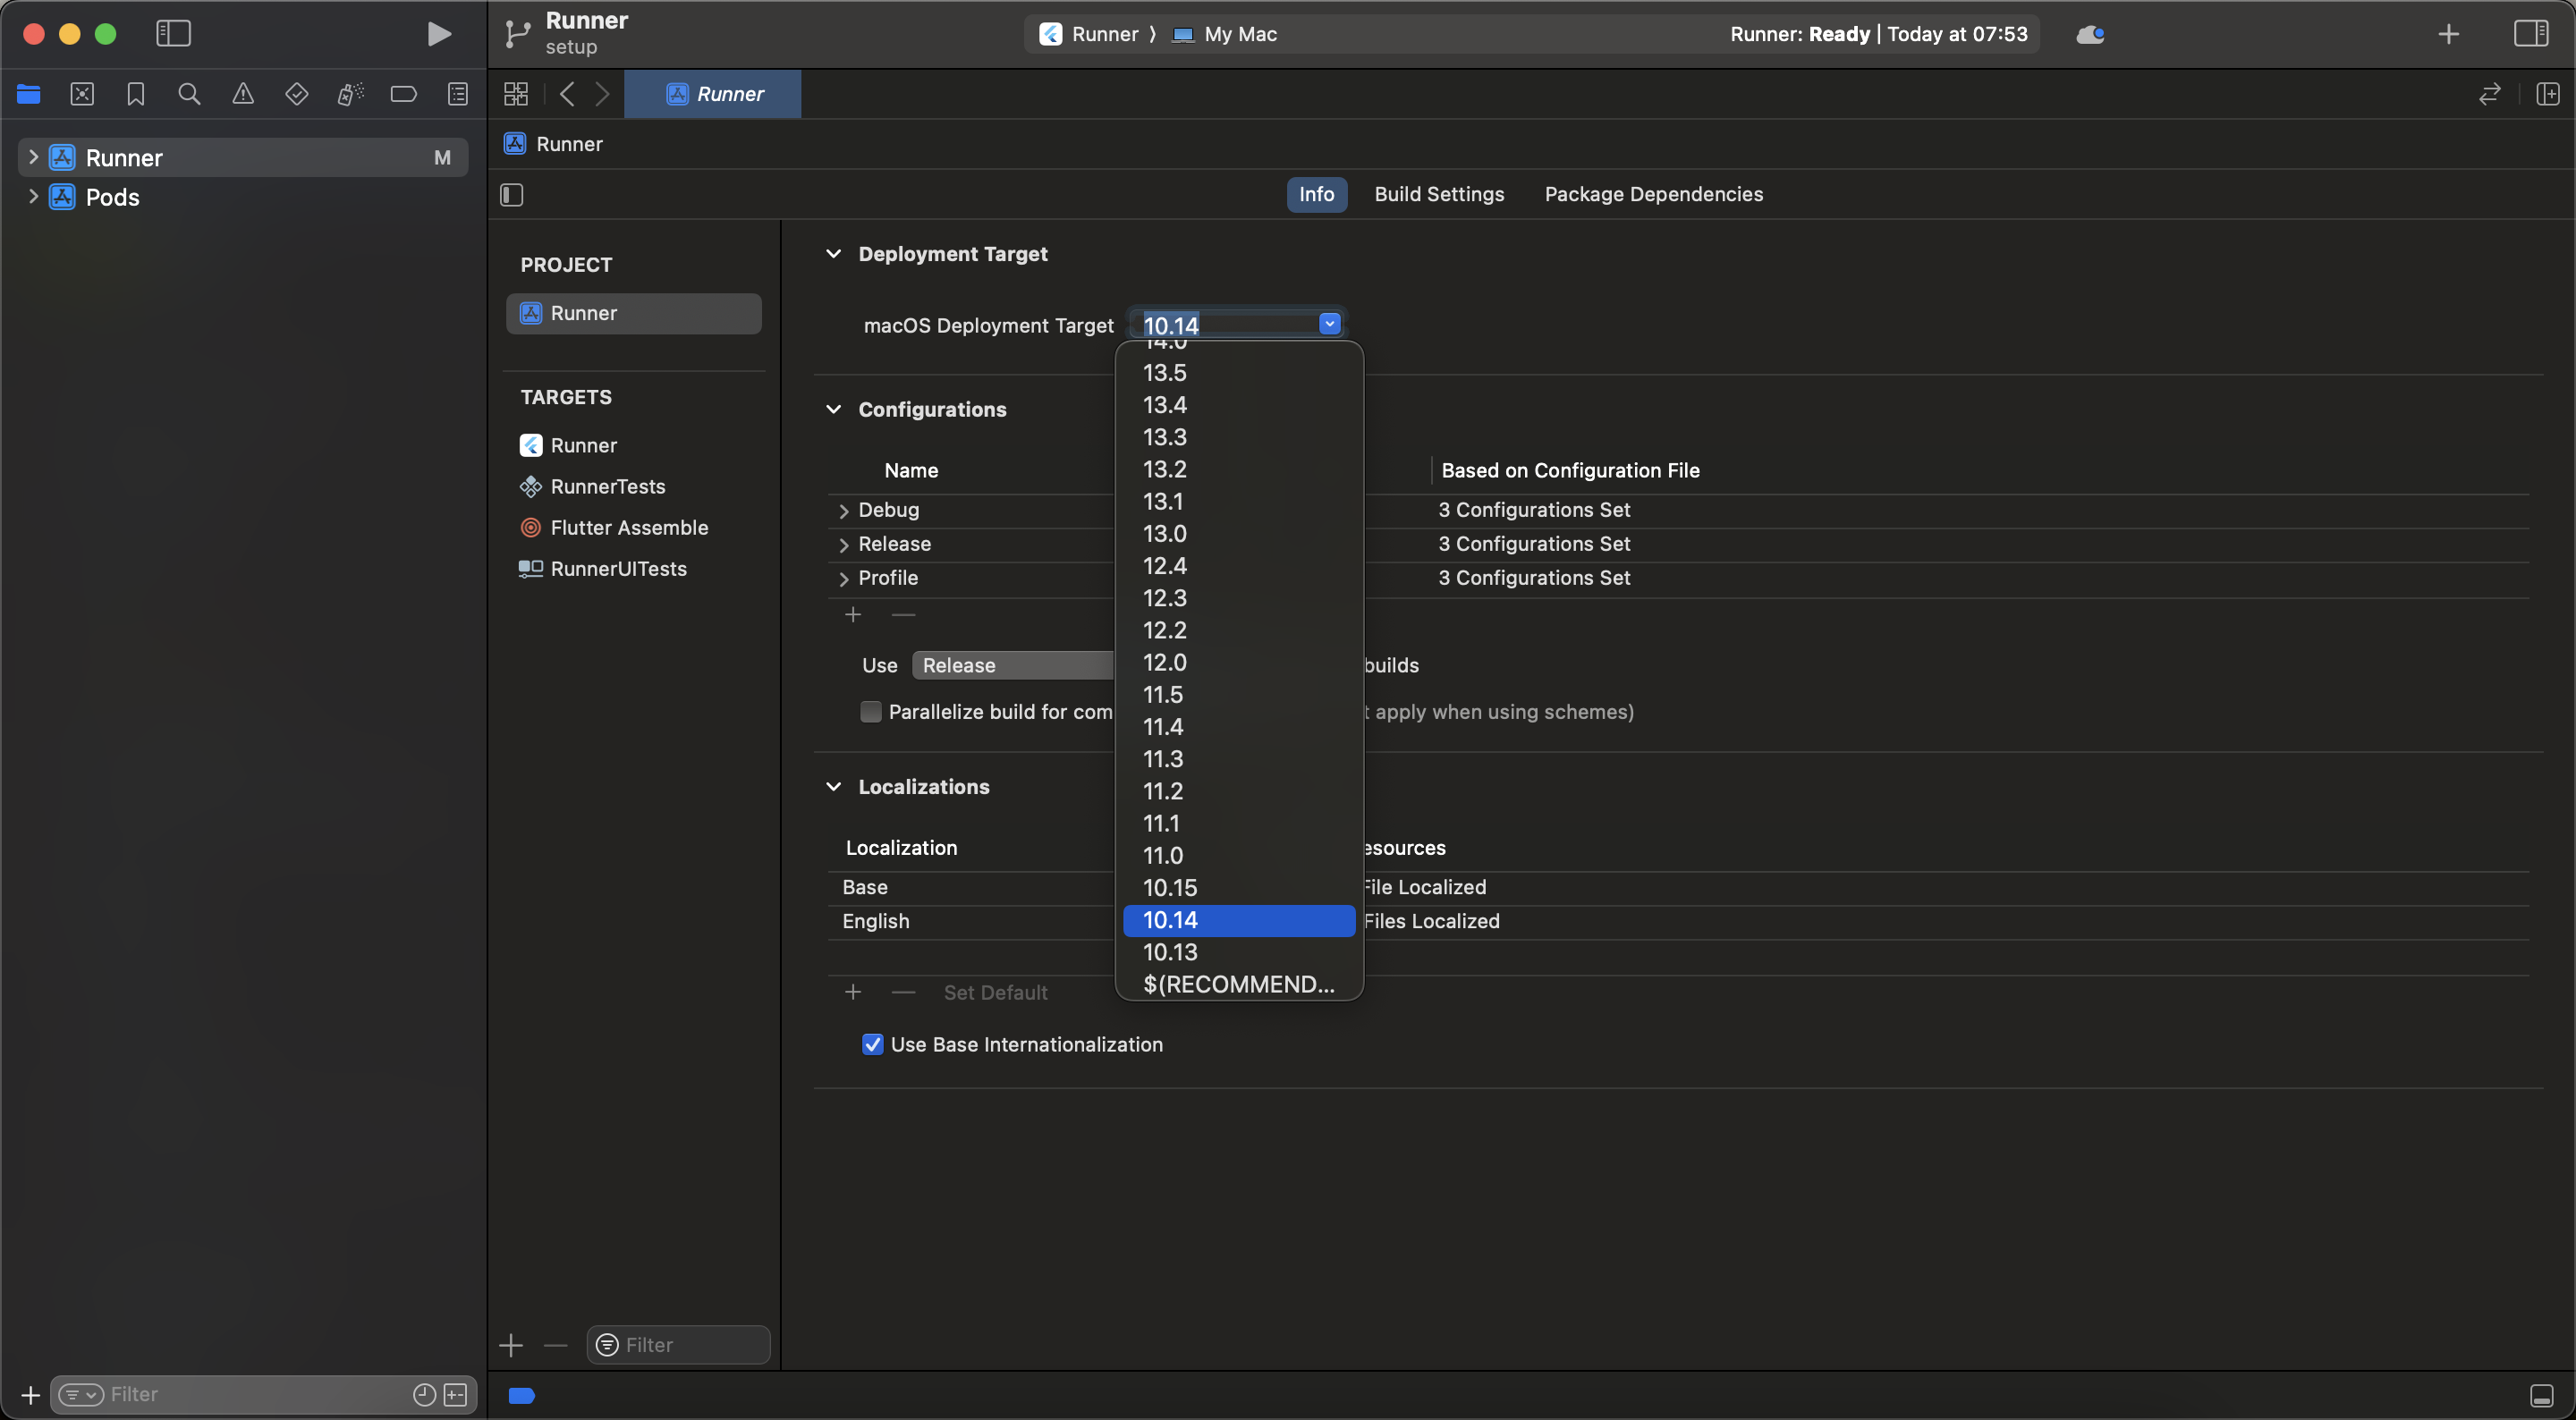 Runner
setup
Runner ⟩ My Mac
Runner: Ready | Today at 07:53
Runner
Runner
Runner M
Pods
Info Build Settings Package Dependencies
PROJECT
Runner
TARGETS
Runner
RunnerTests
Flutter Assemble
RunnerUITests
Deployment Target
macOS Deployment Target 10.14
14.0
13.5
13.4
13.3
13.2
13.1
13.0
12.4
12.3
12.2
12.0
11.5
11.4
11.3
11.2
11.1
11.0
10.15
10.14
10.13
$(RECOMMEND...
Configurations
Name Based on Configuration File
Debug 3 Configurations Set
Release 3 Configurations Set
Profile 3 Configurations Set
Use Release builds
Parallelize build for com t apply when using schemes)
Localizations
Localization esources
Base File Localized
English Files Localized
Set Default
Use Base Internationalization
Filter
Filter